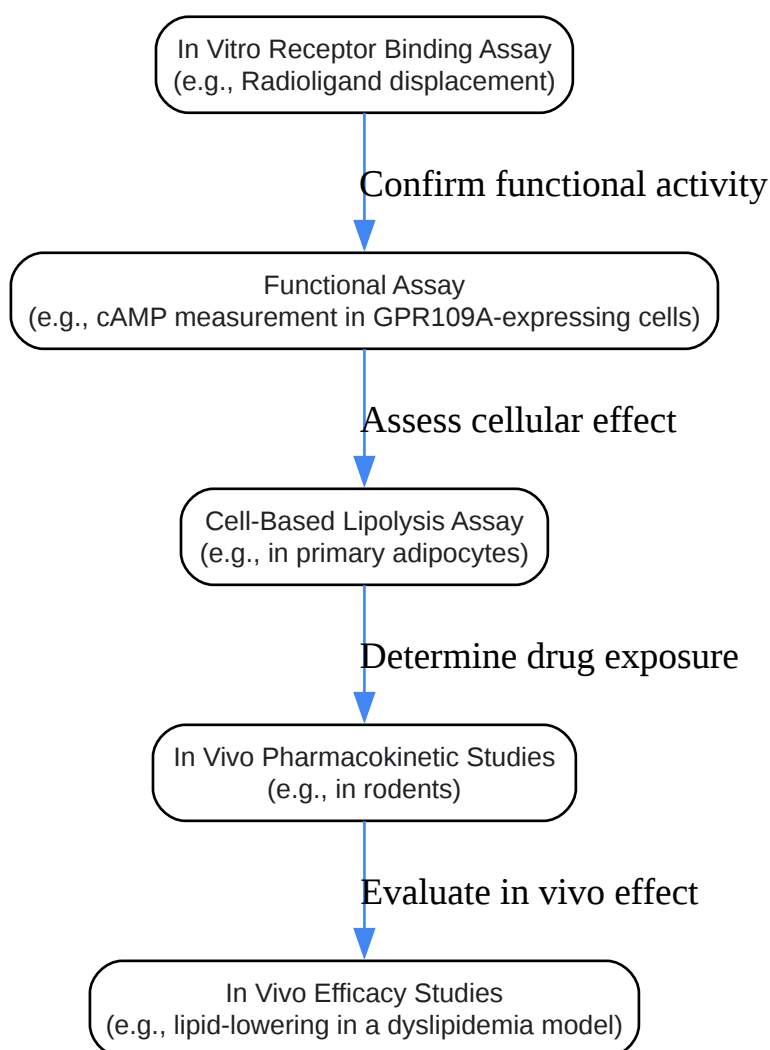 In Vitro Receptor Binding Assay
(e.g., Radioligand displacement)
Confirm functional activity
Functional Assay
(e.g., cAMP measurement in GPR109A-expressing cells)
Assess cellular effect
Cell-Based Lipolysis Assay
(e.g., in primary adipocytes)
Determine drug exposure
In Vivo Pharmacokinetic Studies
(e.g., in rodents)
Evaluate in vivo effect
In Vivo Efficacy Studies
(e.g., lipid-lowering in a dyslipidemia model)